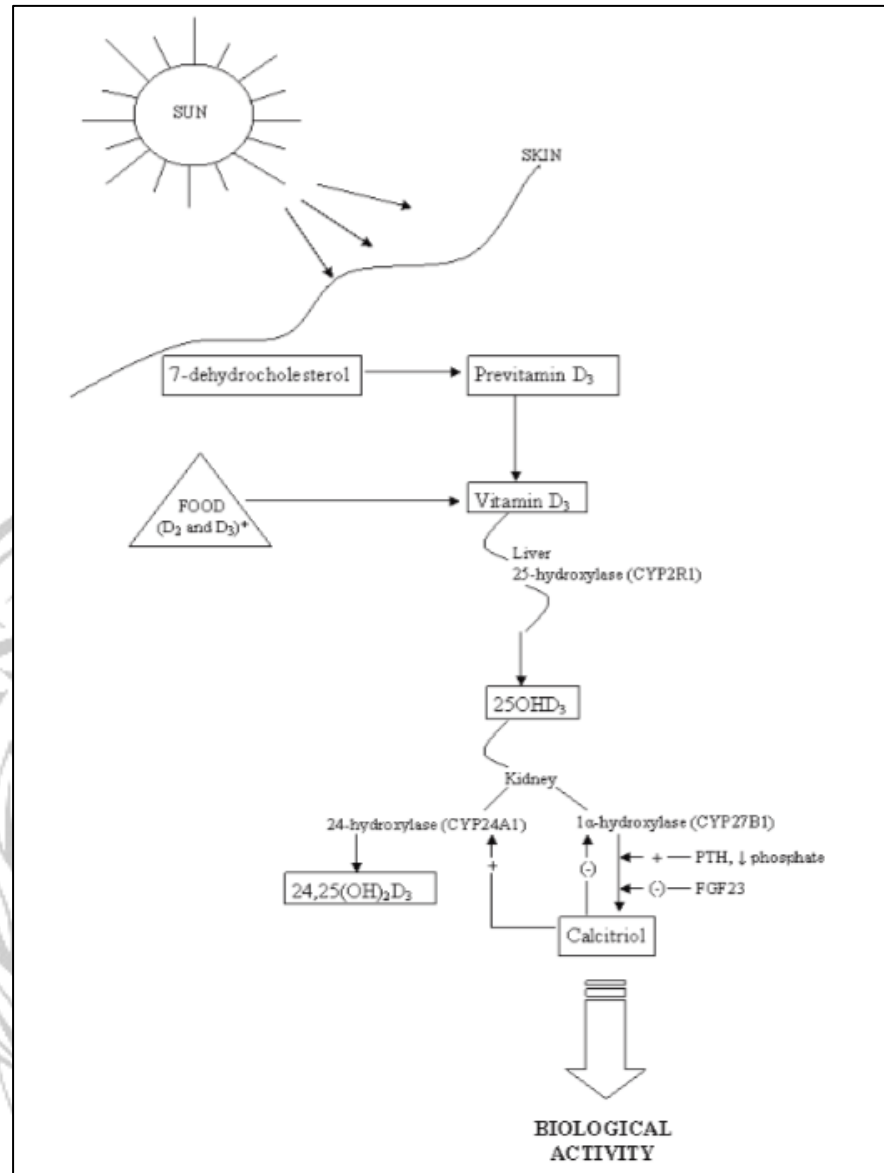 SUN
SKIN
7-dehydrocholesterol
Previtamin D₃
FOOD
(D₂ and D₃)⁺
Vitamin D₃
Liver
25-hydroxylase (CYP2R1)
25OHD₃
Kidney
24-hydroxylase (CYP24A1)
1α-hydroxylase (CYP27B1)
+
(-)
+ PTH, ↓ phosphate
(-) FGF23
24,25(OH)₂D₃
Calcitriol
BIOLOGICAL
ACTIVITY